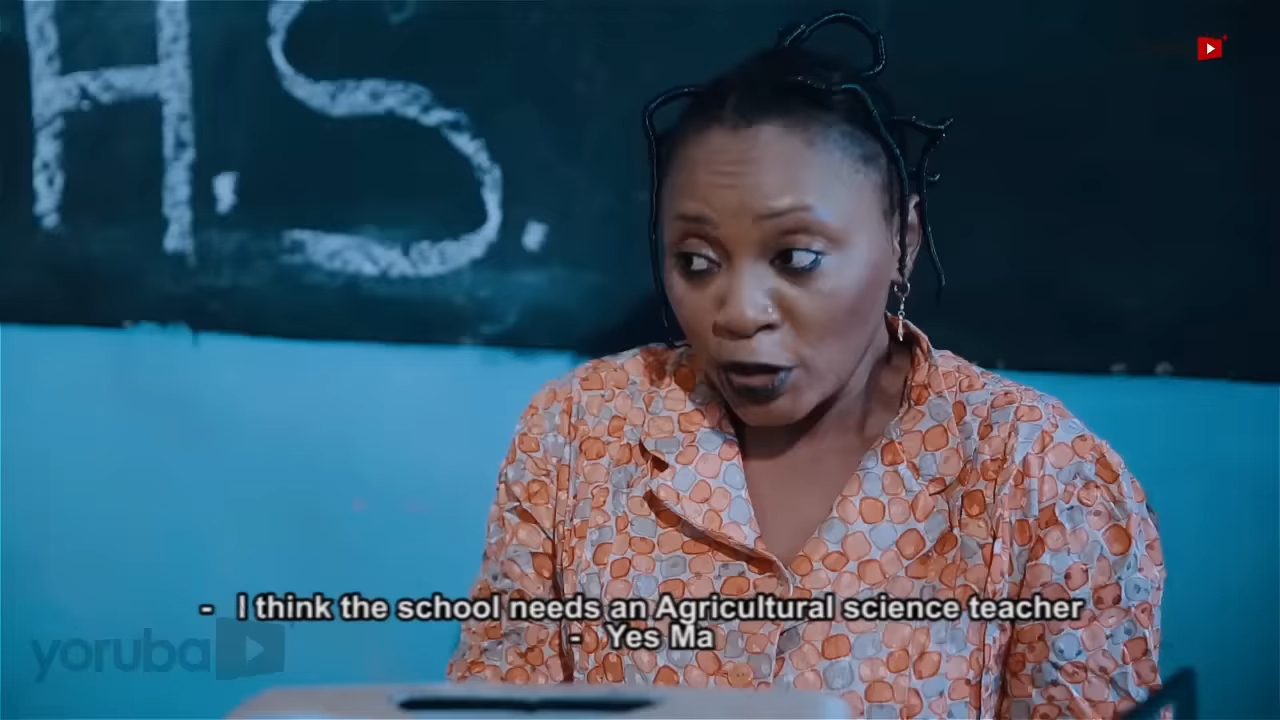 H.S.
- I think the school needs an Agricultural science teacher
- Yes Ma
yoruba